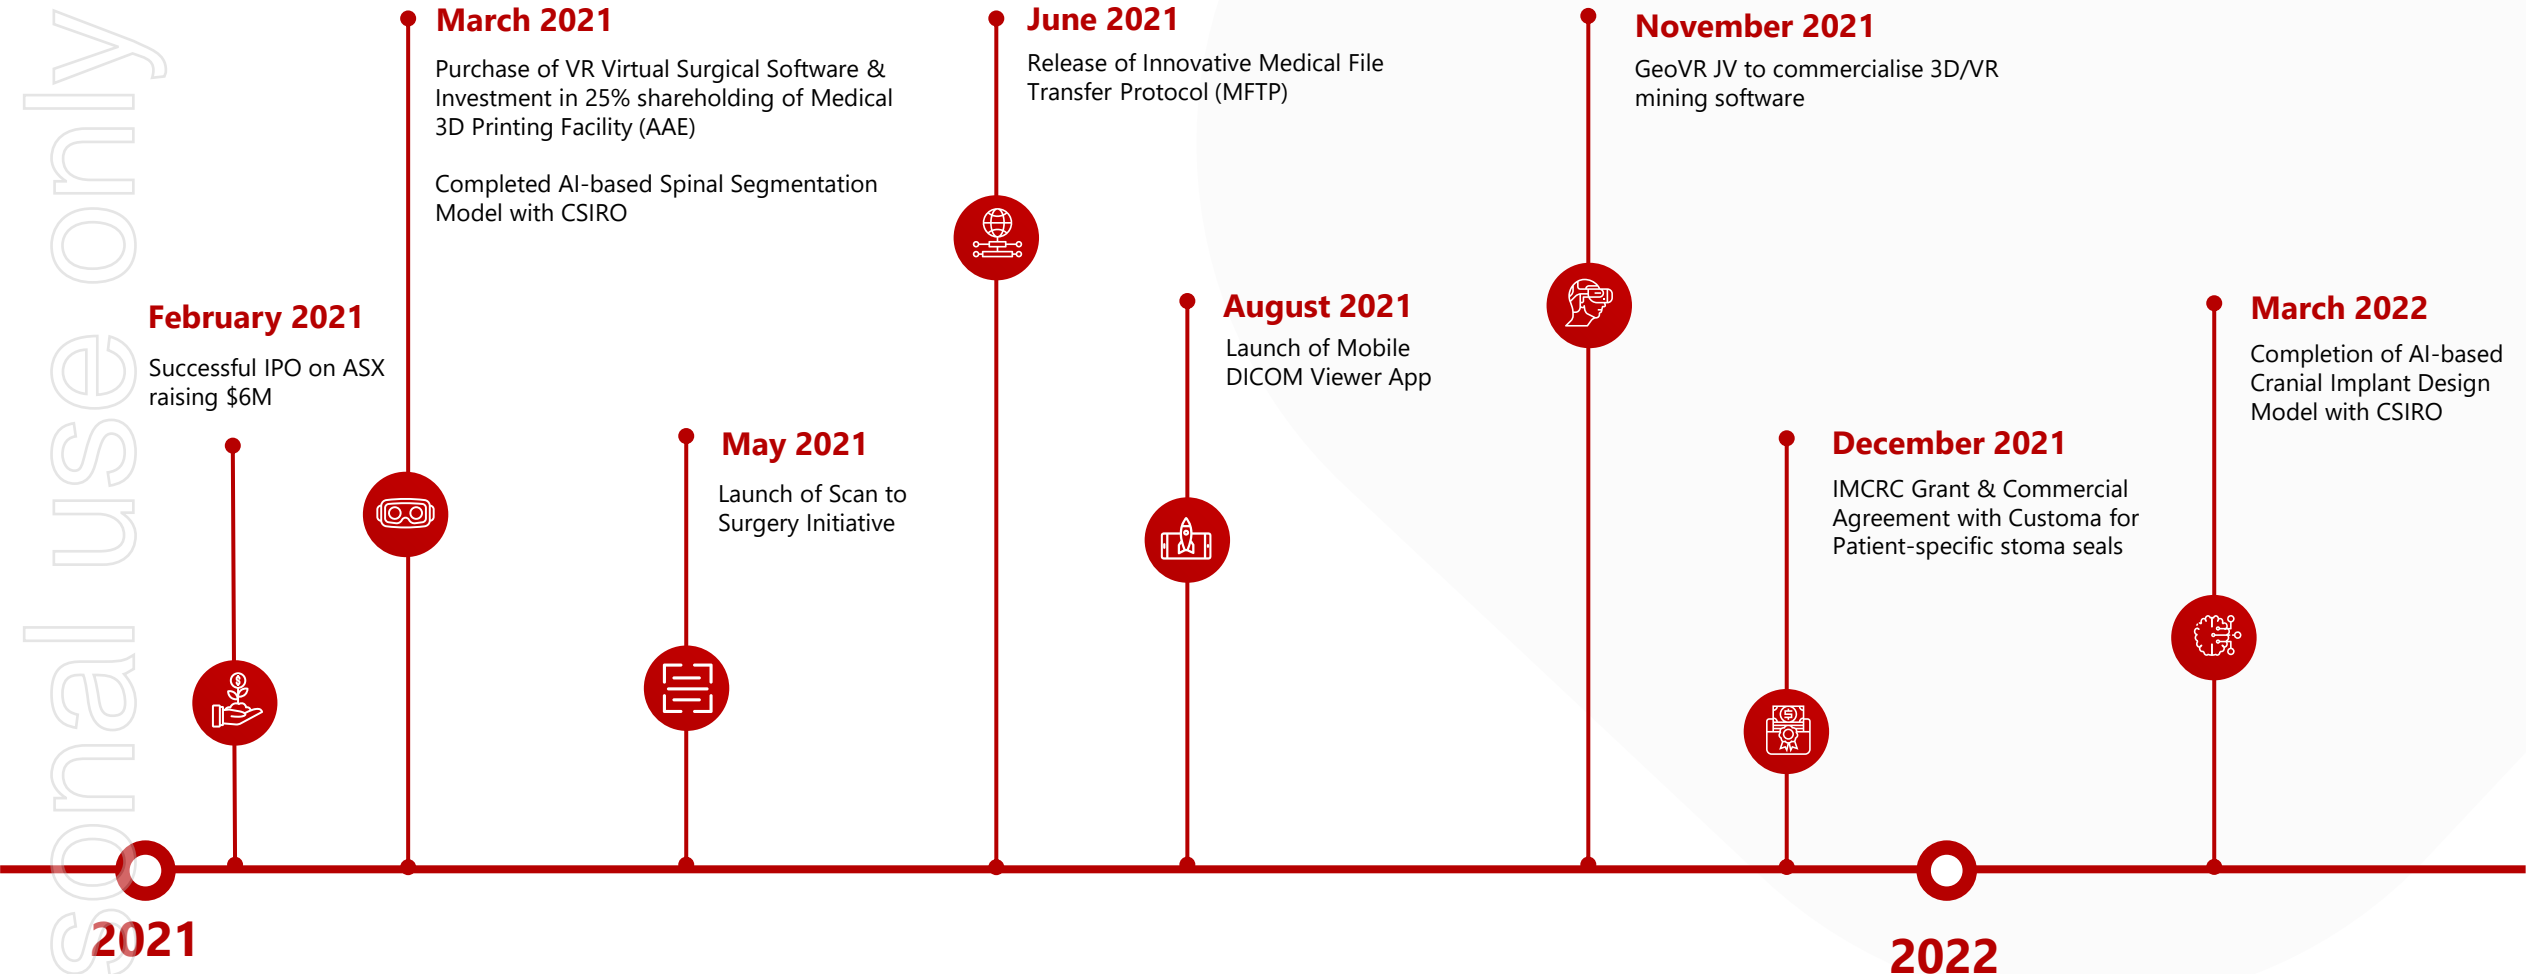 sonal use only
February 2021
Successful IPO on ASX
raising $6M
March 2021
Purchase of VR Virtual Surgical Software &
Investment in 25% shareholding of Medical
3D Printing Facility (AAE)
Completed AI-based Spinal Segmentation
Model with CSIRO
May 2021
Launch of Scan to
Surgery Initiative
June 2021
Release of Innovative Medical File
Transfer Protocol (MFTP)
August 2021
Launch of Mobile
DICOM Viewer App
November 2021
GeoVR JV to commercialise 3D/VR
mining software
December 2021
IMCRC Grant & Commercial
Agreement with Customa for
Patient-specific stoma seals
March 2022
Completion of AI-based
Cranial Implant Design
Model with CSIRO
2021
2022